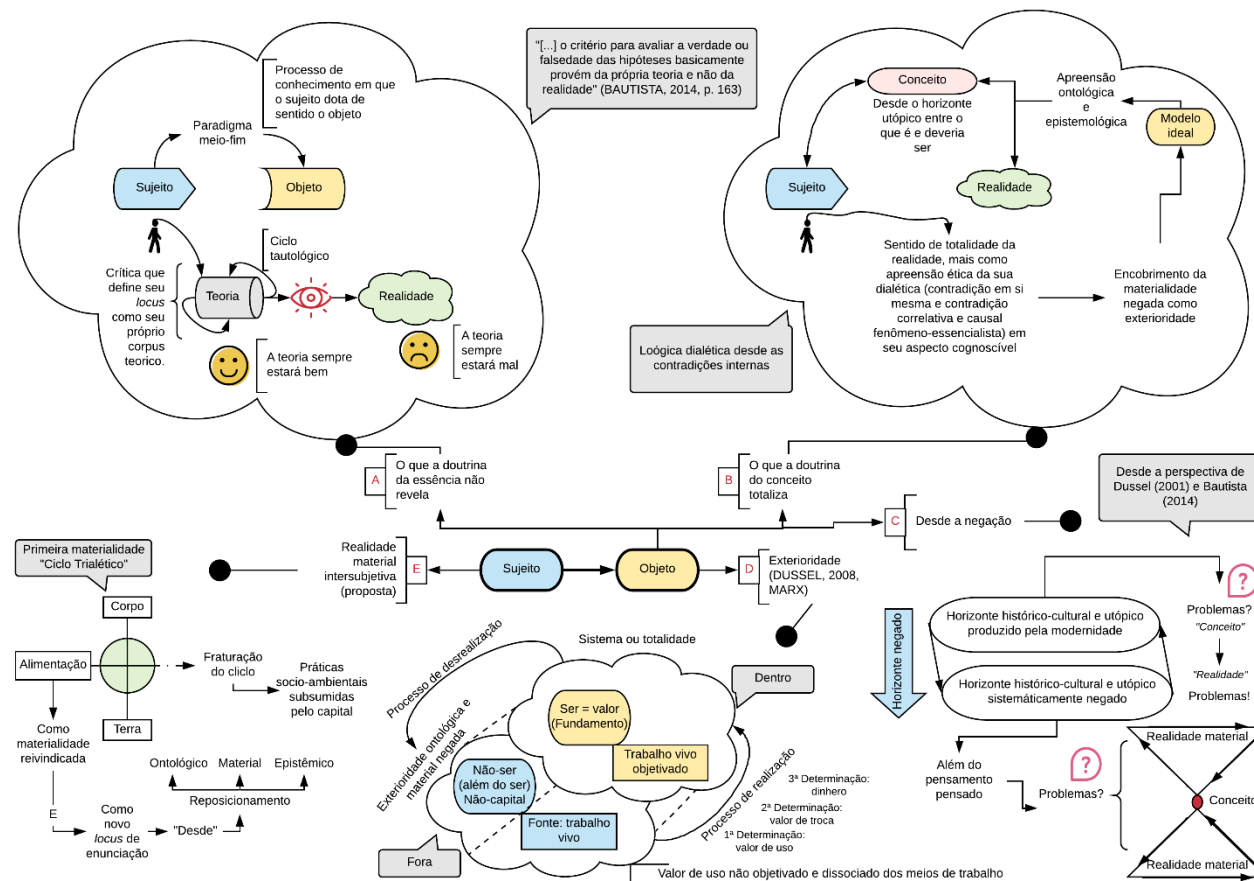 "[...] o critério para avaliar a verdade ou
falsedade das hipóteses basicamente
provém da própria teoria e não da
realidade" (BAUTISTA, 2014, p. 163)
Processo de
conhecimento em que
o sujeito dota de
sentido o objeto
Paradigma
meio-fim
Sujeito
Objeto
Ciclo
tautológico
Crítica que
define seu
locus
como seu
próprio
corpus
teorico.
Teoria
Realidade
A teoria sempre
estará bem
A teoria
sempre
estará mal
Conceito
Desde o horizonte
utópico entre o
que é e deveria
ser
Apreensão
ontológica
e
epistemológica
Modelo
ideal
Sujeito
Realidade
Sentido de totalidade da
realidade, mais como
apreensão ética da sua
dialética (contradição em si
mesma e contradição
correlativa e causal
fenômeno-essencialista) em
seu aspecto cognoscível
Encobrimento da
materialidade
negada como
exterioridade
Loógica dialética desde as
contradições internas
A
O que a doutrina
da essência não
revela
B
O que a doutrina
do conceito
totaliza
C
Desde a negação
Desde a perspectiva de
Dussel (2001) e Bautista
(2014)
Realidade
material
intersubjetiva
(proposta)
E
Sujeito
Objeto
D
Exterioridade
(DUSSEL, 2008,
MARX)
Primeira materialidade
"Ciclo Trialético"
Corpo
Alimentação
Terra
Fraturação
do ciclo
Práticas
socio-ambientais
subsumidas
pelo capital
Como
materialidade
reivindicada
E
Como
novo
locus de
enunciação
"Desde"
Ontológico
Material
Epistêmico
Reposicionamento
Sistema ou totalidade
Processo de desrealização
Exterioridade ontológica e
material negada
Dentro
Ser = valor
(Fundamento)
Trabalho vivo
objetivado
Não-ser
(além do ser)
Não-capital
Fonte: trabalho
vivo
Fora
Processo de realização
3ª Determinação:
dinheiro
2ª Determinação:
valor de troca
1ª Determinação:
valor de uso
Valor de uso não objetivado e dissociado dos meios de trabalho
Horizonte negado
Horizonte histórico-cultural e utópico
produzido pela modernidade
Horizonte histórico-cultural e utópico
sistemáticamente negado
?
Problemas?
"Conceito"
"Realidade"
Problemas!
Além do
pensamento
pensado
?
Problemas?
Realidade material
Conceito
Realidade material